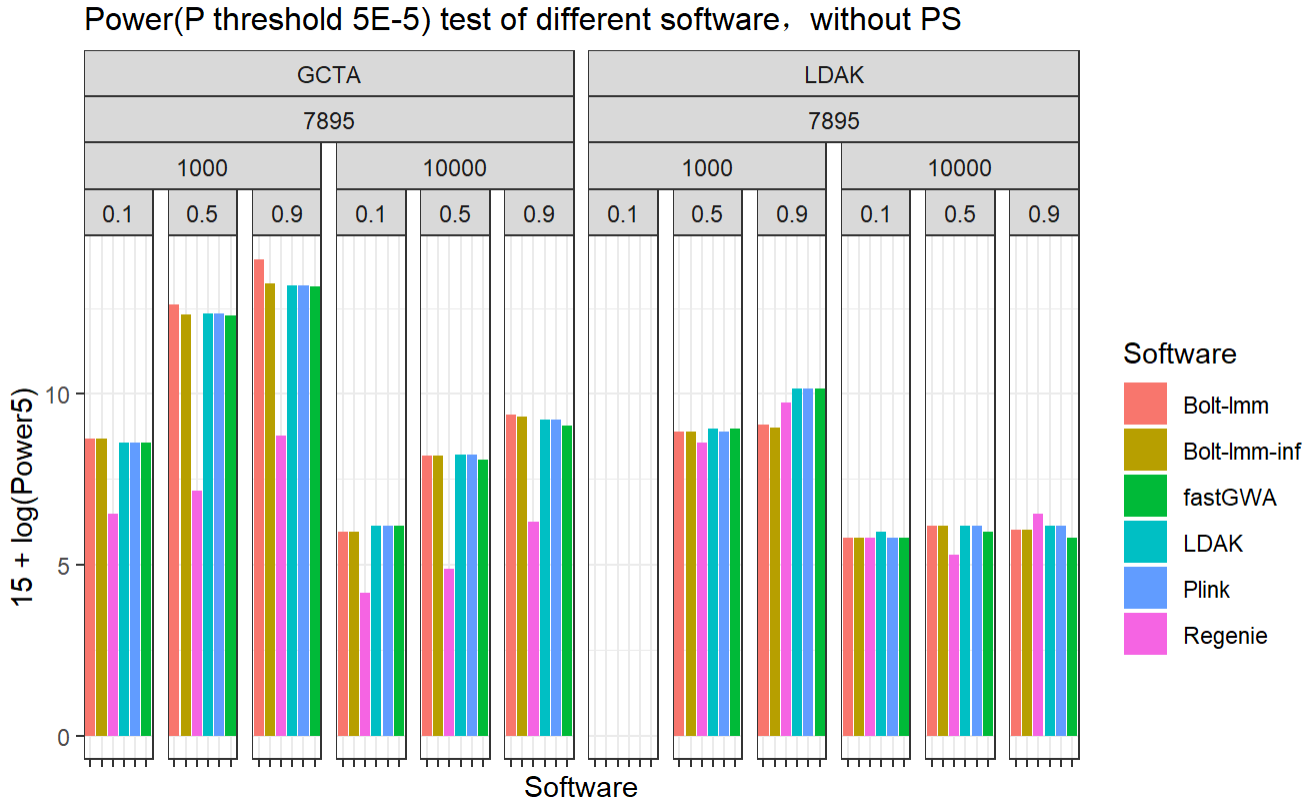 Power(P threshold 5E-5) test of different software，without PS
GCTA LDAK
7895 7895
1000 10000 1000 10000
0.1 0.5 0.9 0.1 0.5 0.9 0.1 0.5 0.9 0.1 0.5 0.9
15 + log(Power5)
10
5
0
Software
Software
Bolt-lmm
Bolt-lmm-inf
fastGWA
LDAK
Plink
Regenie